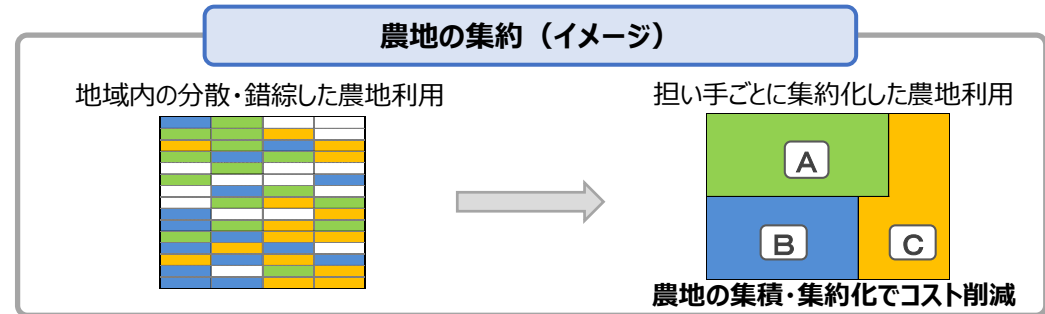 農地の集約（イメージ）
地域内の分散・錯綜した農地利用
担い手ごとに集約化した農地利用
A
B
C
農地の集積・集約化でコスト削減